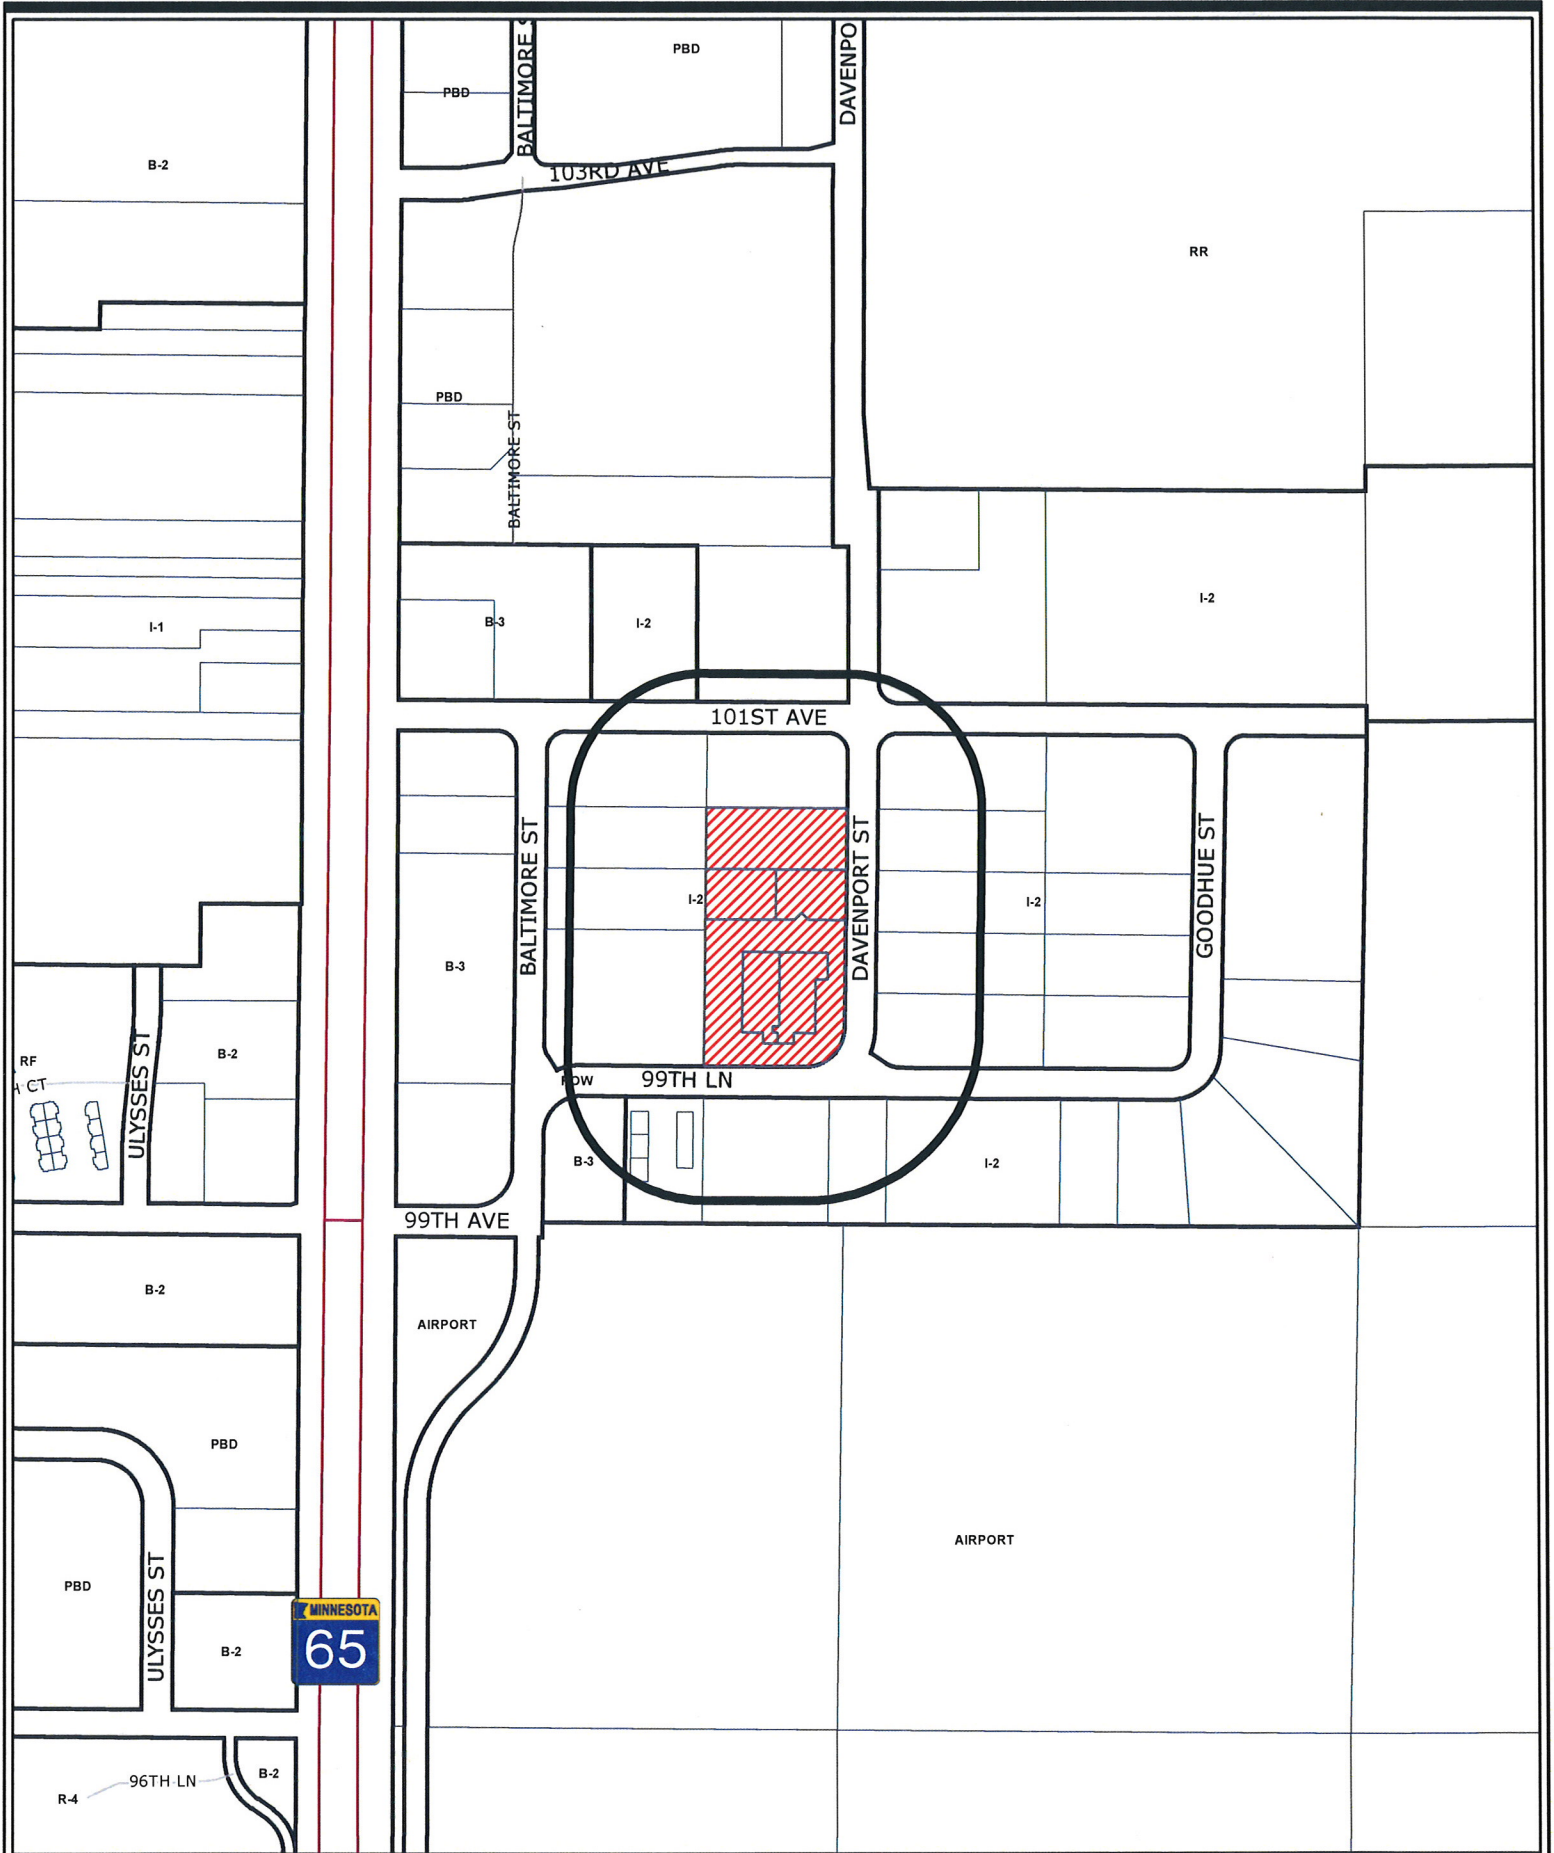 BALTIMORE S
PBD
DAVENPO
PBD
B-2
103RD AVE
RR
PBD
BALTIMORE ST
I-2
B-3
I-2
I-1
101ST AVE
BALTIMORE ST
DAVENPORT ST
GOODHUE ST
I-2
I-2
B-3
ULYSSES ST
B-2
RF
H CT
ROW
99TH LN
B-3
I-2
99TH AVE
B-2
AIRPORT
PBD
AIRPORT
PBD
ULYSSES ST
MINNESOTA
65
B-2
B-2
96TH LN
R-4